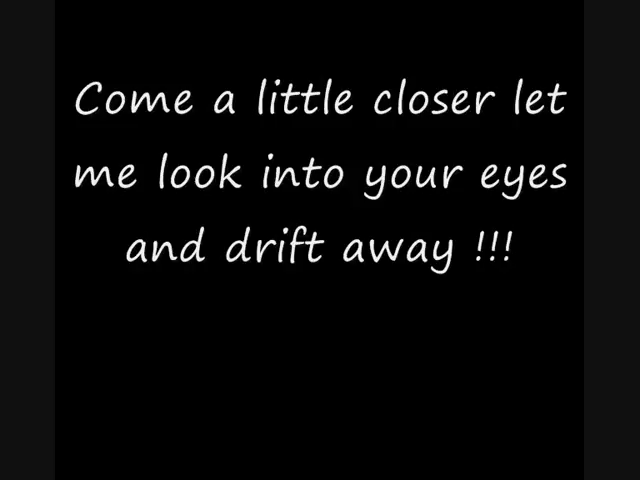 Come a little closer let
me look into your eyes
and drift away !!!